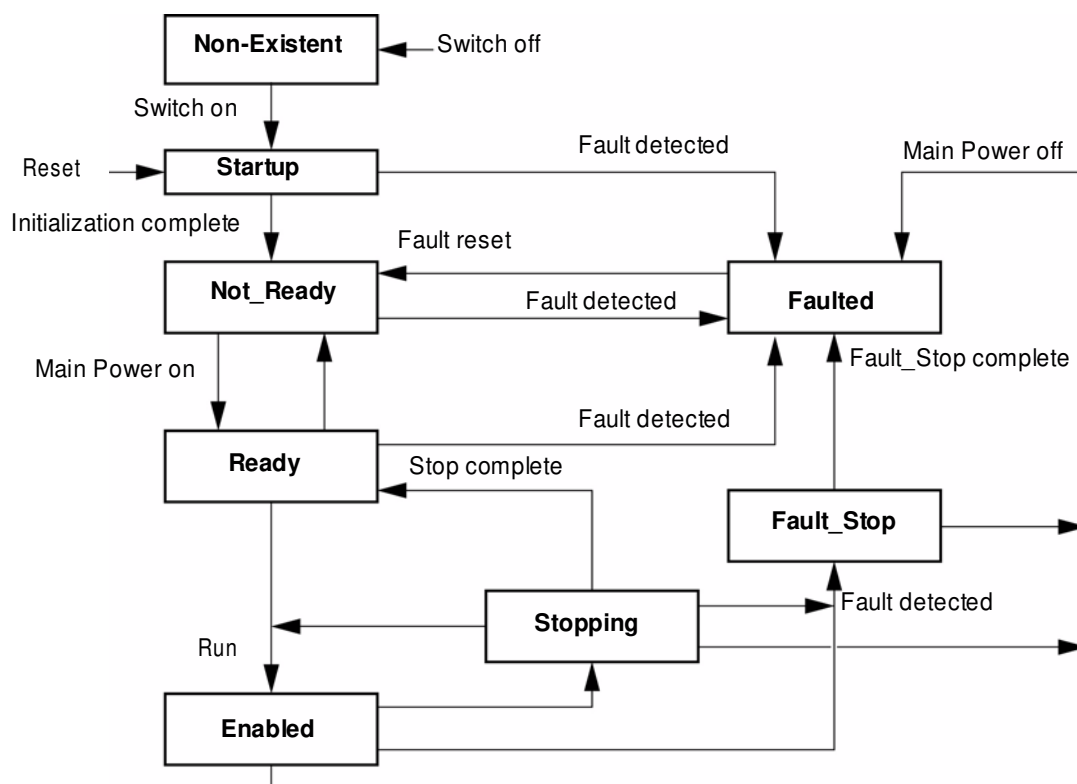 Non-Existent
Switch off
Switch on
Startup
Fault detected
Main Power off
Reset
Initialization complete
Fault reset
Not_Ready
Fault detected
Faulted
Main Power on
Fault_Stop complete
Fault detected
Ready
Stop complete
Fault_Stop
Fault detected
Stopping
Run
Enabled